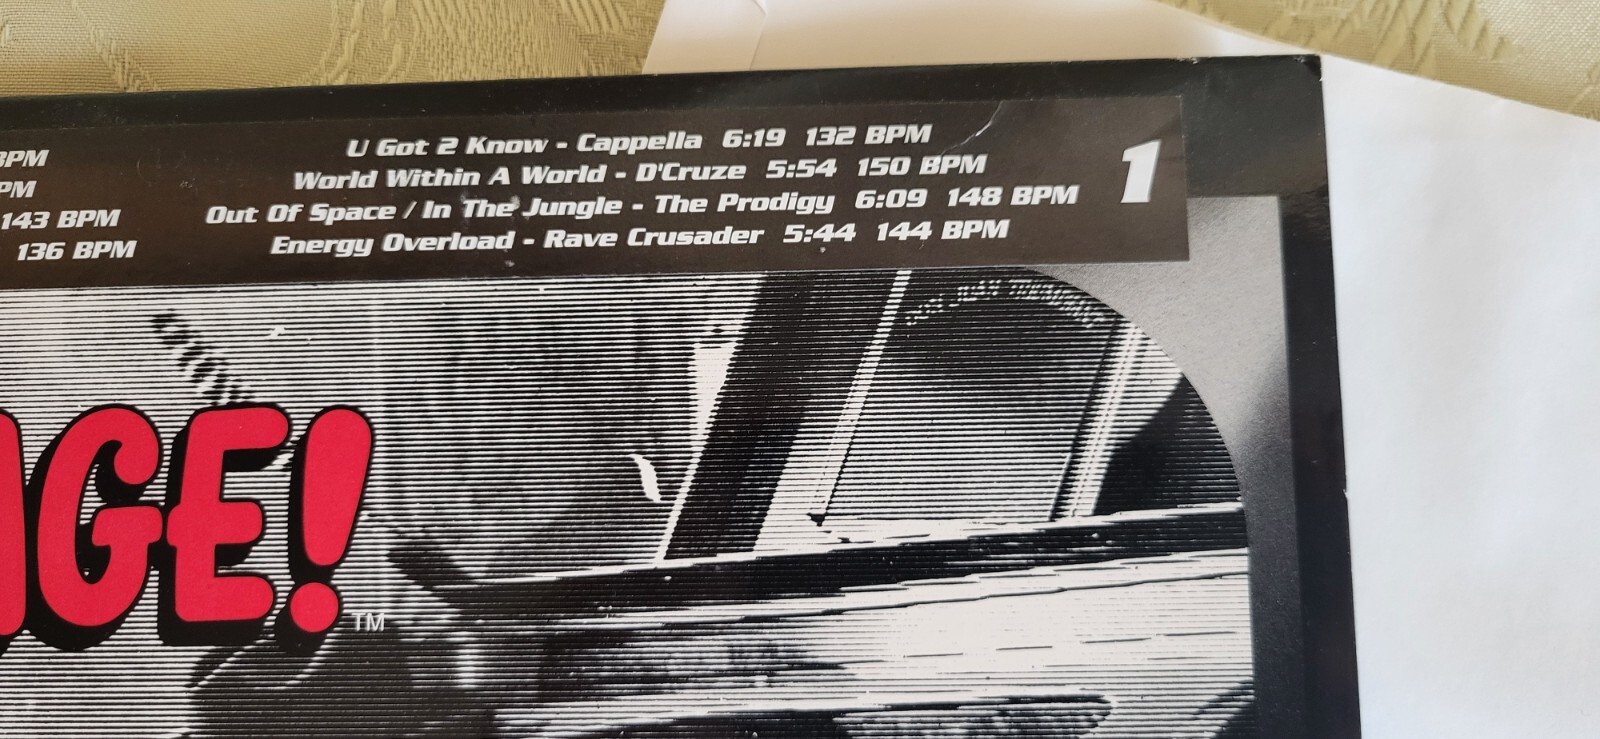 BPM
PM
143 BPM
136 BPM
U Got 2 Know - Cappella 6:19 132 BPM
World Within A World - D'Cruze 5:54 150 BPM
Out Of Space / In The Jungle - The Prodigy 6:09 148 BPM
Energy Overload - Rave Crusader 5:44 144 BPM
1
GE!
TM